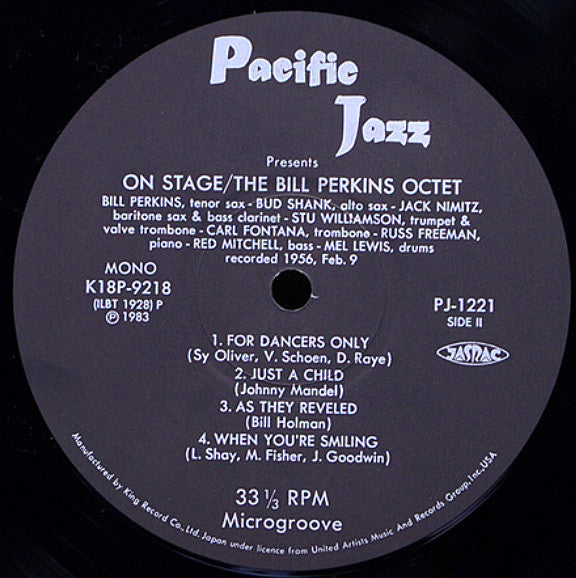 Pacific
Jazz
Presents
ON STAGE/THE BILL PERKINS OCTET
BILL PERKINS, tenor sax - BUD SHANK, alto sax - JACK NIMITZ,
baritone sax & bass clarinet - STU WILLIAMSON, trumpet &
valve trombone - CARL FONTANA, trombone - RUSS FREEMAN,
piano - RED MITCHELL, bass - MEL LEWIS, drums
recorded 1956, Feb. 9
MONO
K18P-9218
(ILBT 1928) P
Ⓟ 1983
PJ-1221
SIDE II
JASRAC
1. FOR DANCERS ONLY
(Sy Oliver, V. Schoen, D. Raye)
2. JUST A CHILD
(Johnny Mandel)
3. AS THEY REVELED
(Bill Holman)
4. WHEN YOU'RE SMILING
(L. Shay, M. Fisher, J. Goodwin)
33 1/3 RPM
Microgroove
Manufactured by King Record Co., Ltd. Japan under licence from United Artists Music And Records Group, Inc., USA